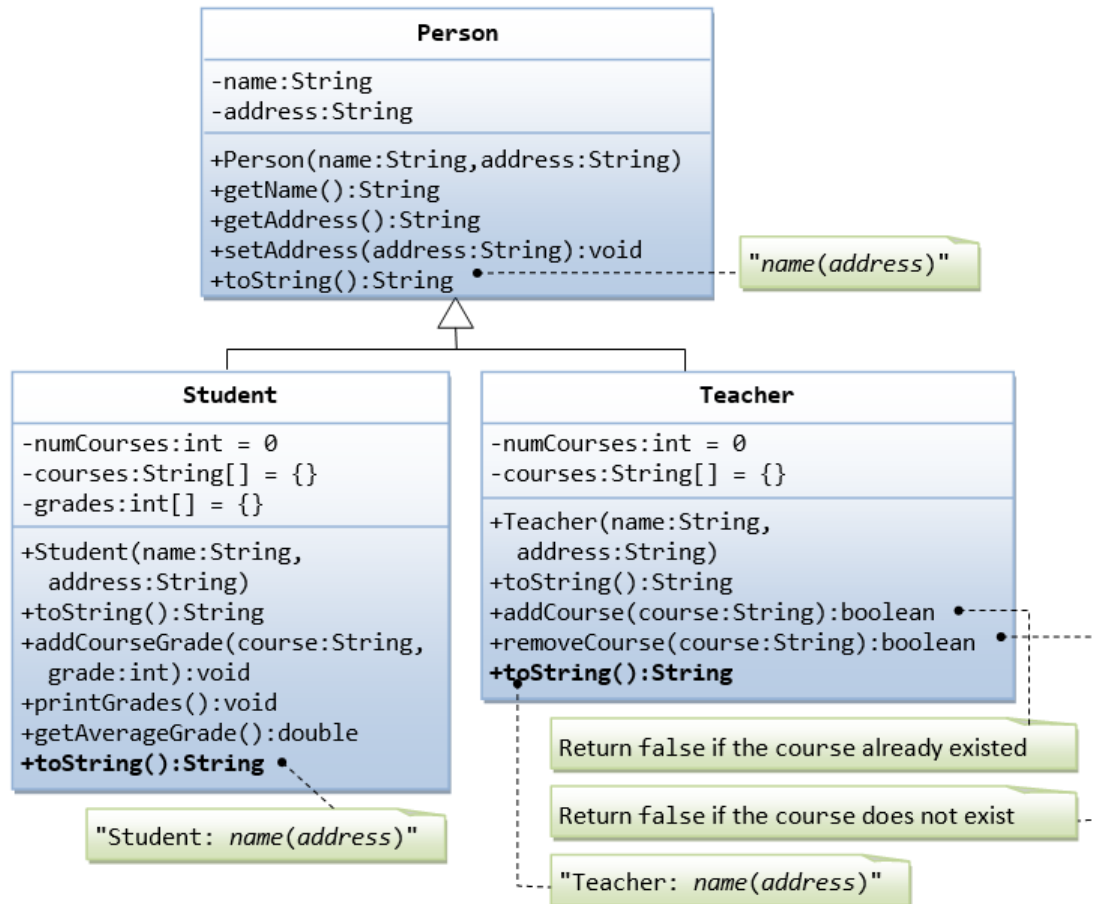 Person
-name:String
-address:String
+Person(name:String,address:String)
+getName():String
+getAddress():String
+setAddress(address:String):void
+toString():String
"name(address)"
Student
-numCourses:int = 0
-courses:String[] = {}
-grades:int[] = {}
+Student(name:String,
address:String)
+toString():String
+addCourseGrade(course:String,
grade:int):void
+printGrades():void
+getAverageGrade():double
+toString():String
"Student: name(address)"
Teacher
-numCourses:int = 0
-courses:String[] = {}
+Teacher(name:String,
address:String)
+toString():String
+addCourse(course:String):boolean
+removeCourse(course:String):boolean
+toString():String
Return false if the course already existed
Return false if the course does not exist
"Teacher: name(address)"